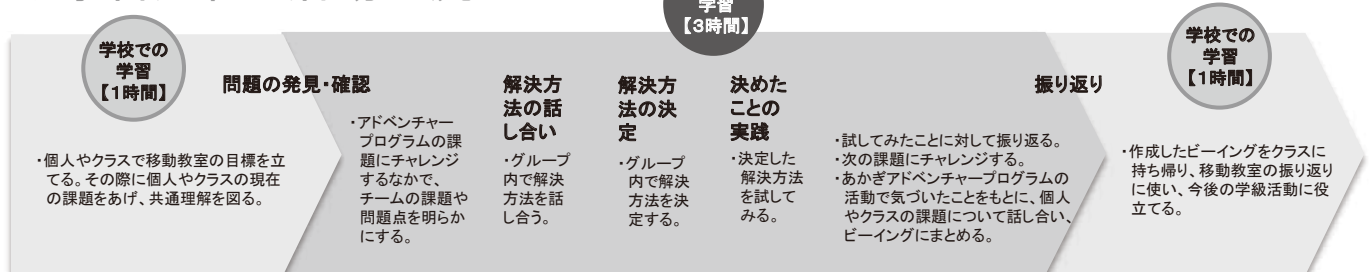 学校での
学習
【1時間】
・個人やクラスで移動教室の目標を立
てる。その際に個人やクラスの現在
の課題をあげ、共通理解を図る。
問題の発見・確認
・アドベンチャー
プログラムの課
題にチャレンジ
するなかで、
チームの課題や
問題点を明らか
にする。
学習
【3時間】
解決方
法の話
し合い
・グループ
内で解決
方法を話
し合う。
解決方
法の決
定
・グループ
内で解決
方法を決
定する。
決めた
ことの
実践
・決定した
解決方法
を試して
みる。
振り返り
・試してみたことに対して振り返る。
・次の課題にチャレンジする。
・あかぎアドベンチャープログラムの
活動で気づいたことをもとに、個人
やクラスの課題について話し合い、
ビーイングにまとめる。
学校での
学習
【1時間】
・作成したビーイングをクラスに
持ち帰り、移動教室の振り返り
に使い、今後の学級活動に役
立てる。